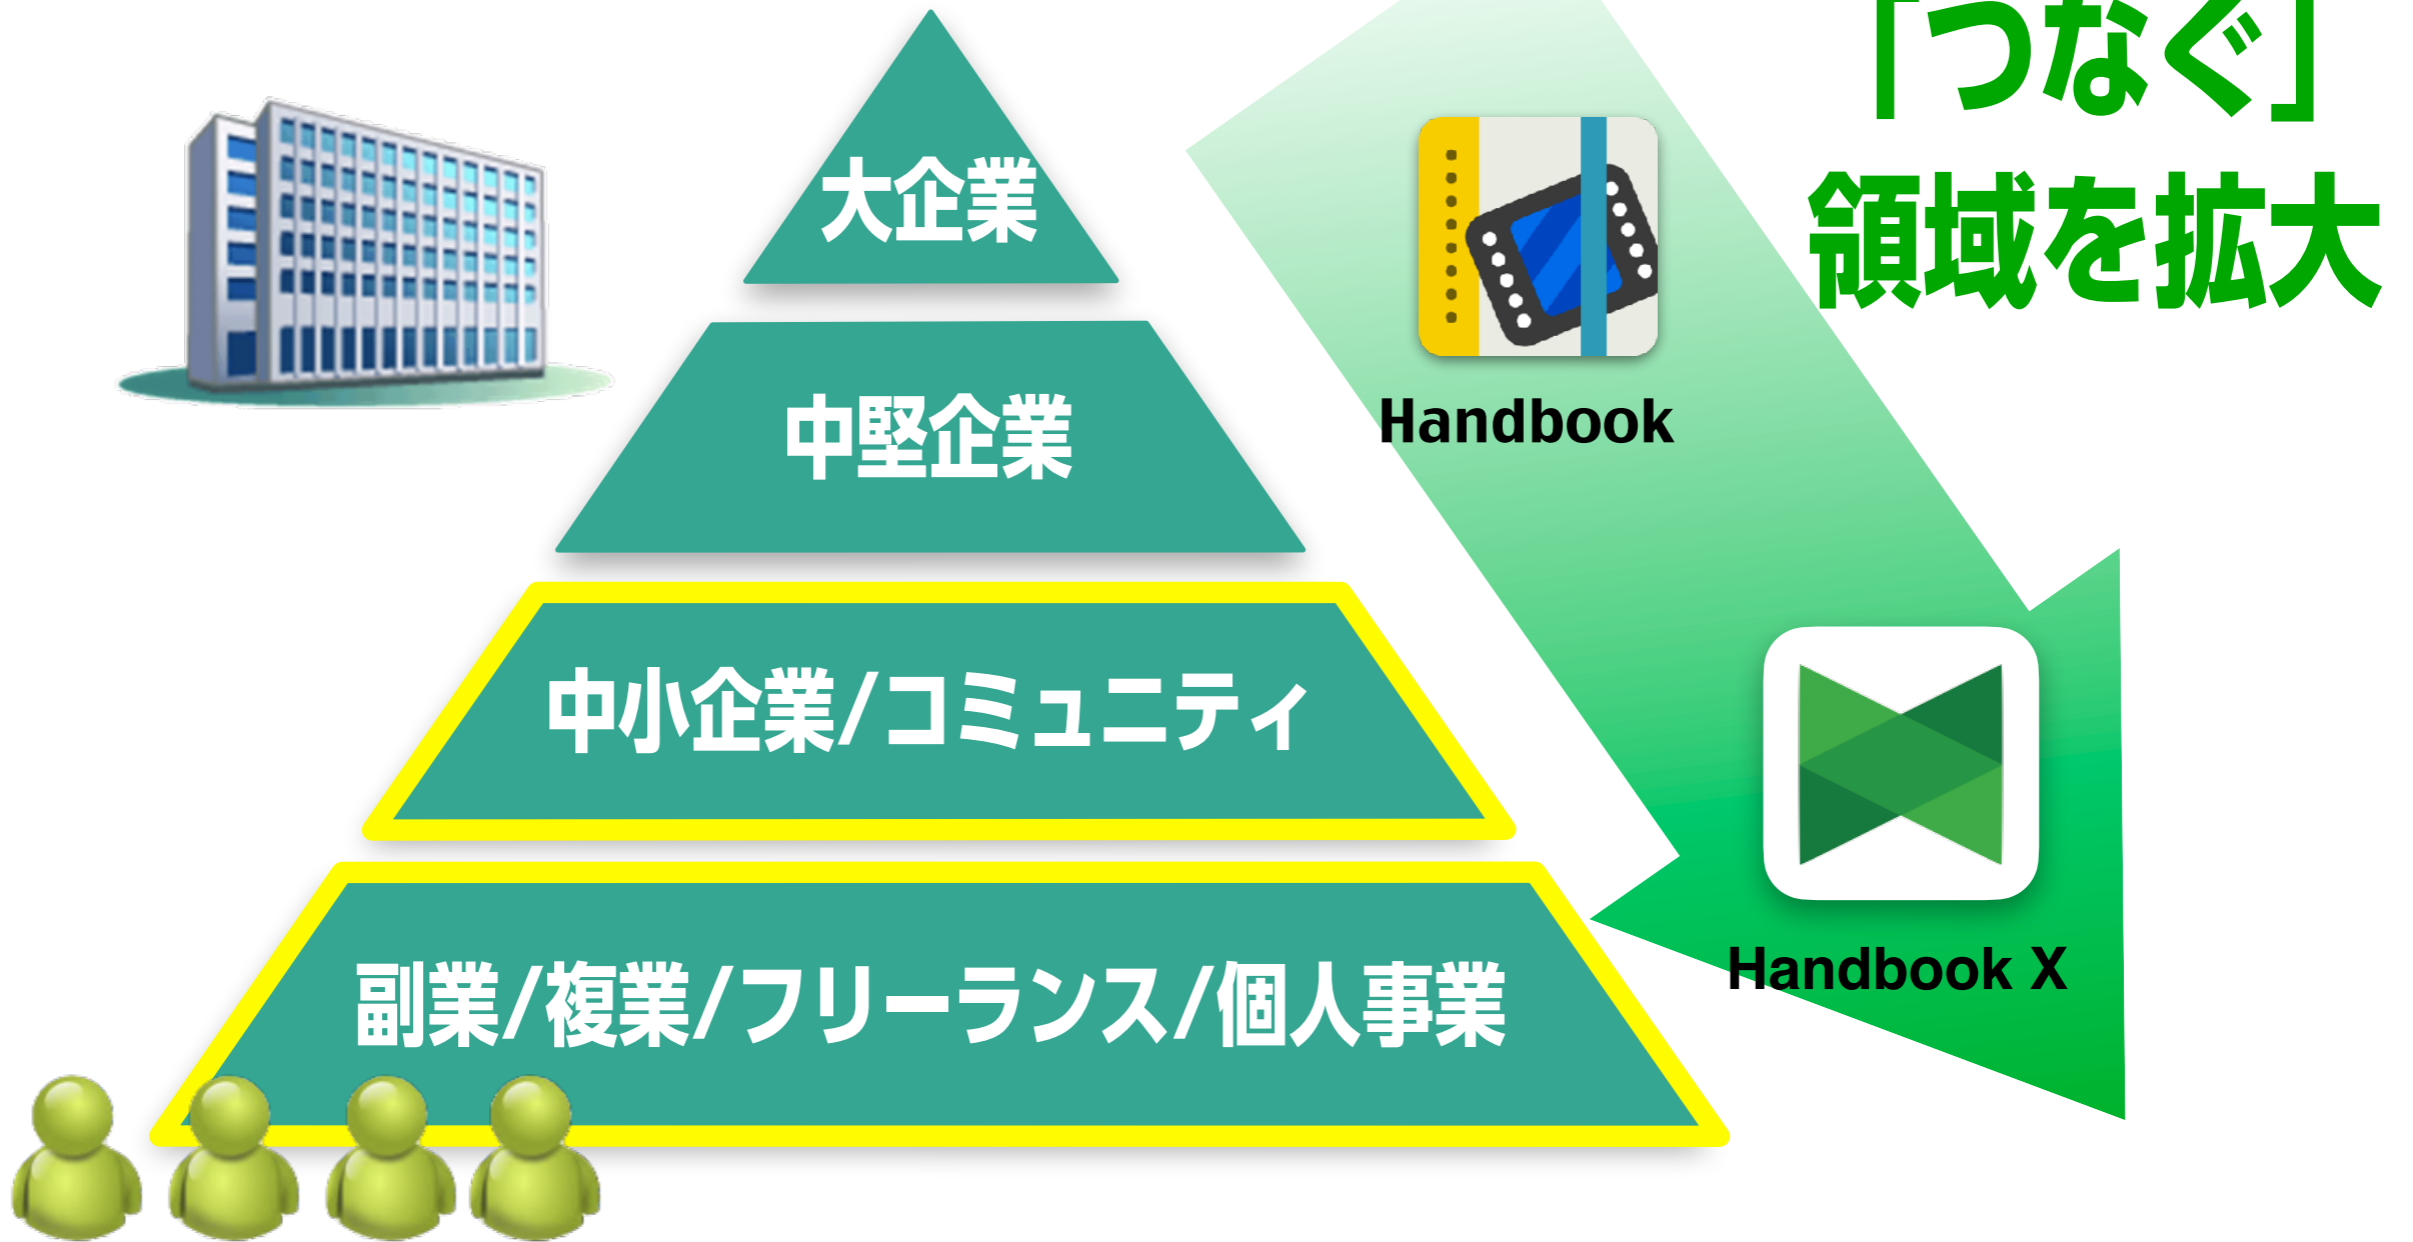 「つなぐ」
領域を拡大
大企業
中堅企業
中小企業/コミュニティ
副業/複業/フリーランス/個人事業
Handbook
Handbook X